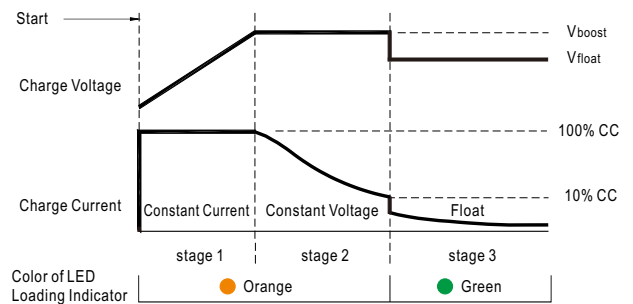 Start
Vboost
Vfloat
Charge Voltage
100% CC
10% CC
Charge Current
Constant Current
Constant Voltage
Float
stage 1
stage 2
stage 3
Color of LED
Loading Indicator
Orange
Green